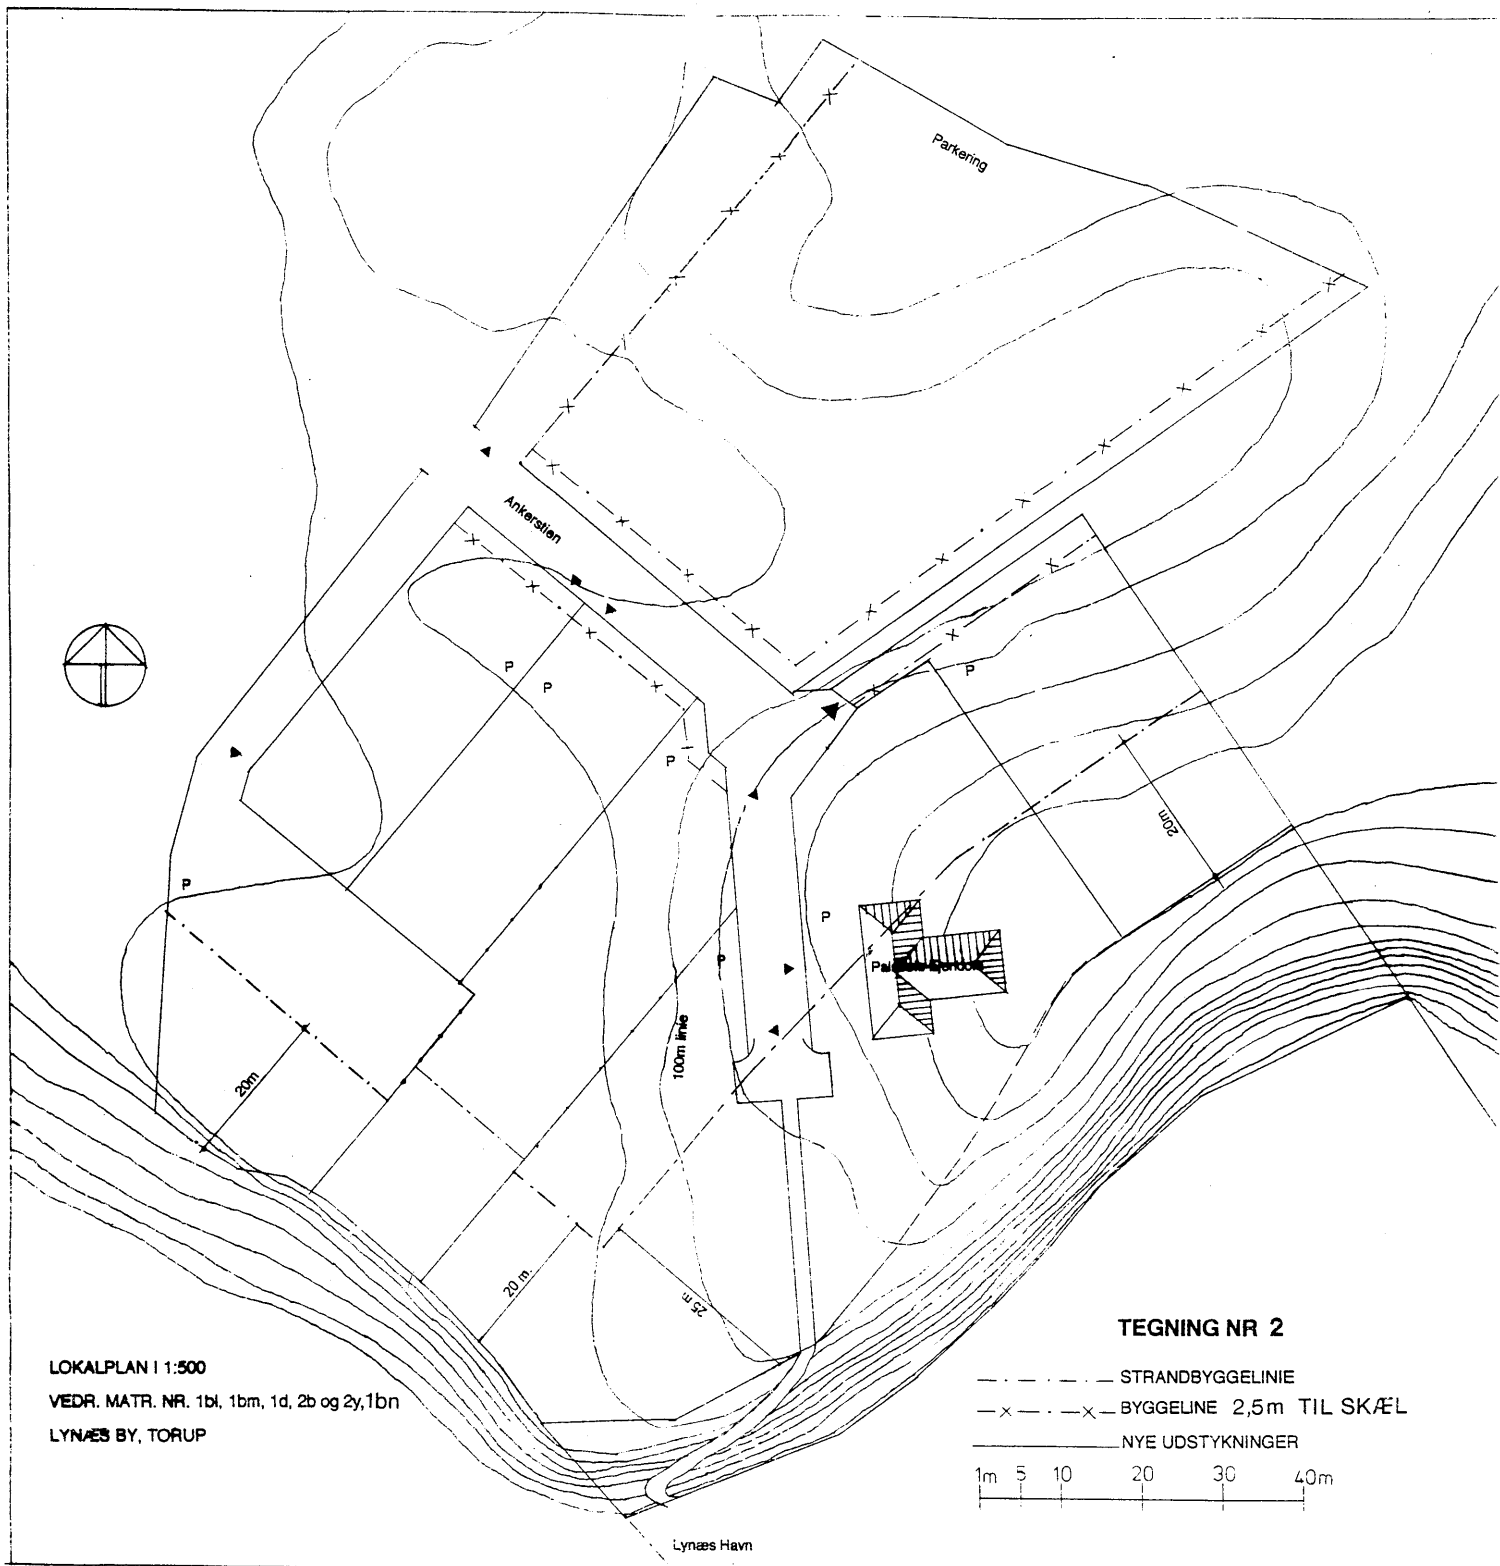 Parkering
Ankerstien
P
P
P
P
P
20m
P
P
100m linie
20m
20 m.
25 m.
TEGNING NR 2
LOKALPLAN I 1:500
VEDR. MATR. NR. 1bl, 1bm, 1d, 2b og 2y,1bn
LYNÆS BY, TORUP
STRANDBYGGELINIE
BYGGELINE 2,5m TIL SKÆL
NYE UDSTYKNINGER
1m 5 10 20 30 40m
Lynæs Havn